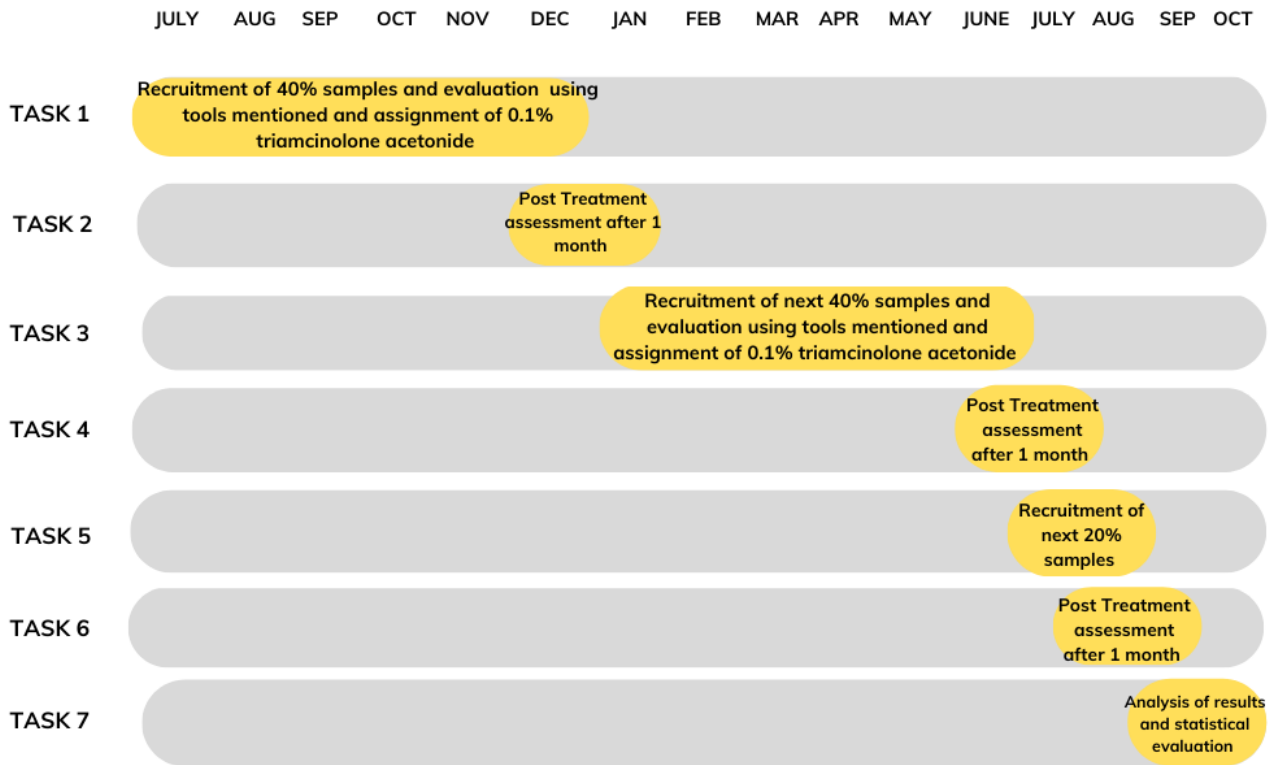 JULY AUG SEP OCT NOV DEC JAN FEB MAR APR MAY JUNE JULY AUG SEP OCT
TASK 1
Recruitment of 40% samples and evaluation using
tools mentioned and assignment of 0.1%
triamcinolone acetonide
TASK 2
Post Treatment
assessment after 1
month
TASK 3
Recruitment of next 40% samples and
evaluation using tools mentioned and
assignment of 0.1% triamcinolone acetonide
TASK 4
Post Treatment
assessment
after 1 month
TASK 5
Recruitment of
next 20%
samples
TASK 6
Post Treatment
assessment
after 1 month
TASK 7
Analysis of results
and statistical
evaluation